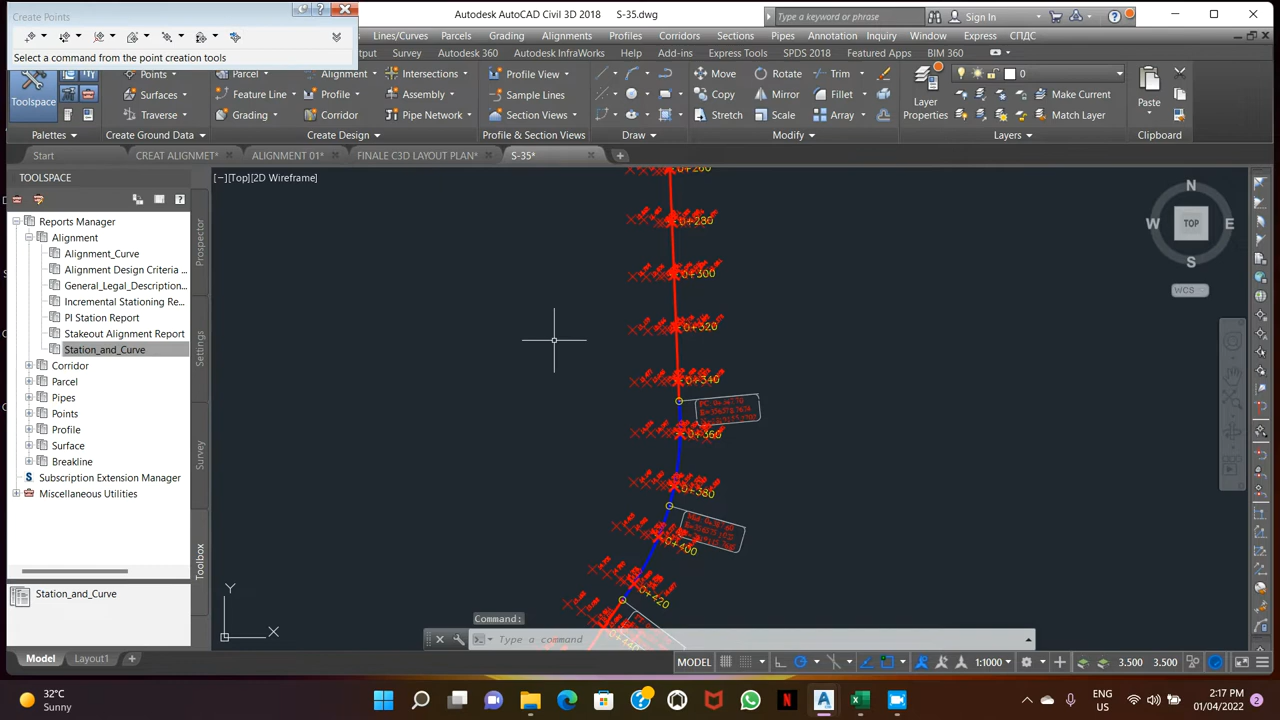 Create Points
Select a command from the point creation tools
Autodesk AutoCAD Civil 3D 2018 S-35.dwg
Type a keyword or phrase
Sign In
Lines/Curves Parcels Grading Alignments Profiles Corridors Sections Pipes Annotation Inquiry Window Express СПДС
Survey Autodesk 360 Autodesk InfraWorks Help Add-ins Express Tools SPDS 2018 Featured Apps BIM 360
Toolspace
Palettes
Points
Surfaces
Traverse
Create Ground Data
Parcel
Feature Line
Grading
Alignment
Profile
Corridor
Intersections
Assembly
Pipe Network
Create Design
Profile View
Sample Lines
Section Views
Profile & Section Views
Draw
Move
Copy
Stretch
Rotate
Mirror
Scale
Trim
Fillet
Array
Modify
Layer
Properties
0
Make Current
Match Layer
Layers
Paste
Clipboard
Start
CREAT ALIGNMET*
ALIGNMENT 01*
FINALE C3D LAYOUT PLAN*
S-35*
TOOLSPACE
Reports Manager
Alignment
Alignment_Curve
Alignment Design Criteria ...
General_Legal_Description...
Incremental Stationing Re...
PI Station Report
Stakeout Alignment Report
Station_and_Curve
Corridor
Parcel
Pipes
Points
Profile
Surface
Breakline
Subscription Extension Manager
Miscellaneous Utilities
Station_and_Curve
Prospector
Settings
Survey
Toolbox
[−][Top][2D Wireframe]
0+260
0+280
0+300
0+320
0+340
0+360
0+380
0+400
0+420
N
W TOP E
S
WCS
Y
X
Command:
Type a command
Model Layout1
MODEL
1:1000
3.500 3.500
32°C
Sunny
ENG
US
2:17 PM
01/04/2022
2